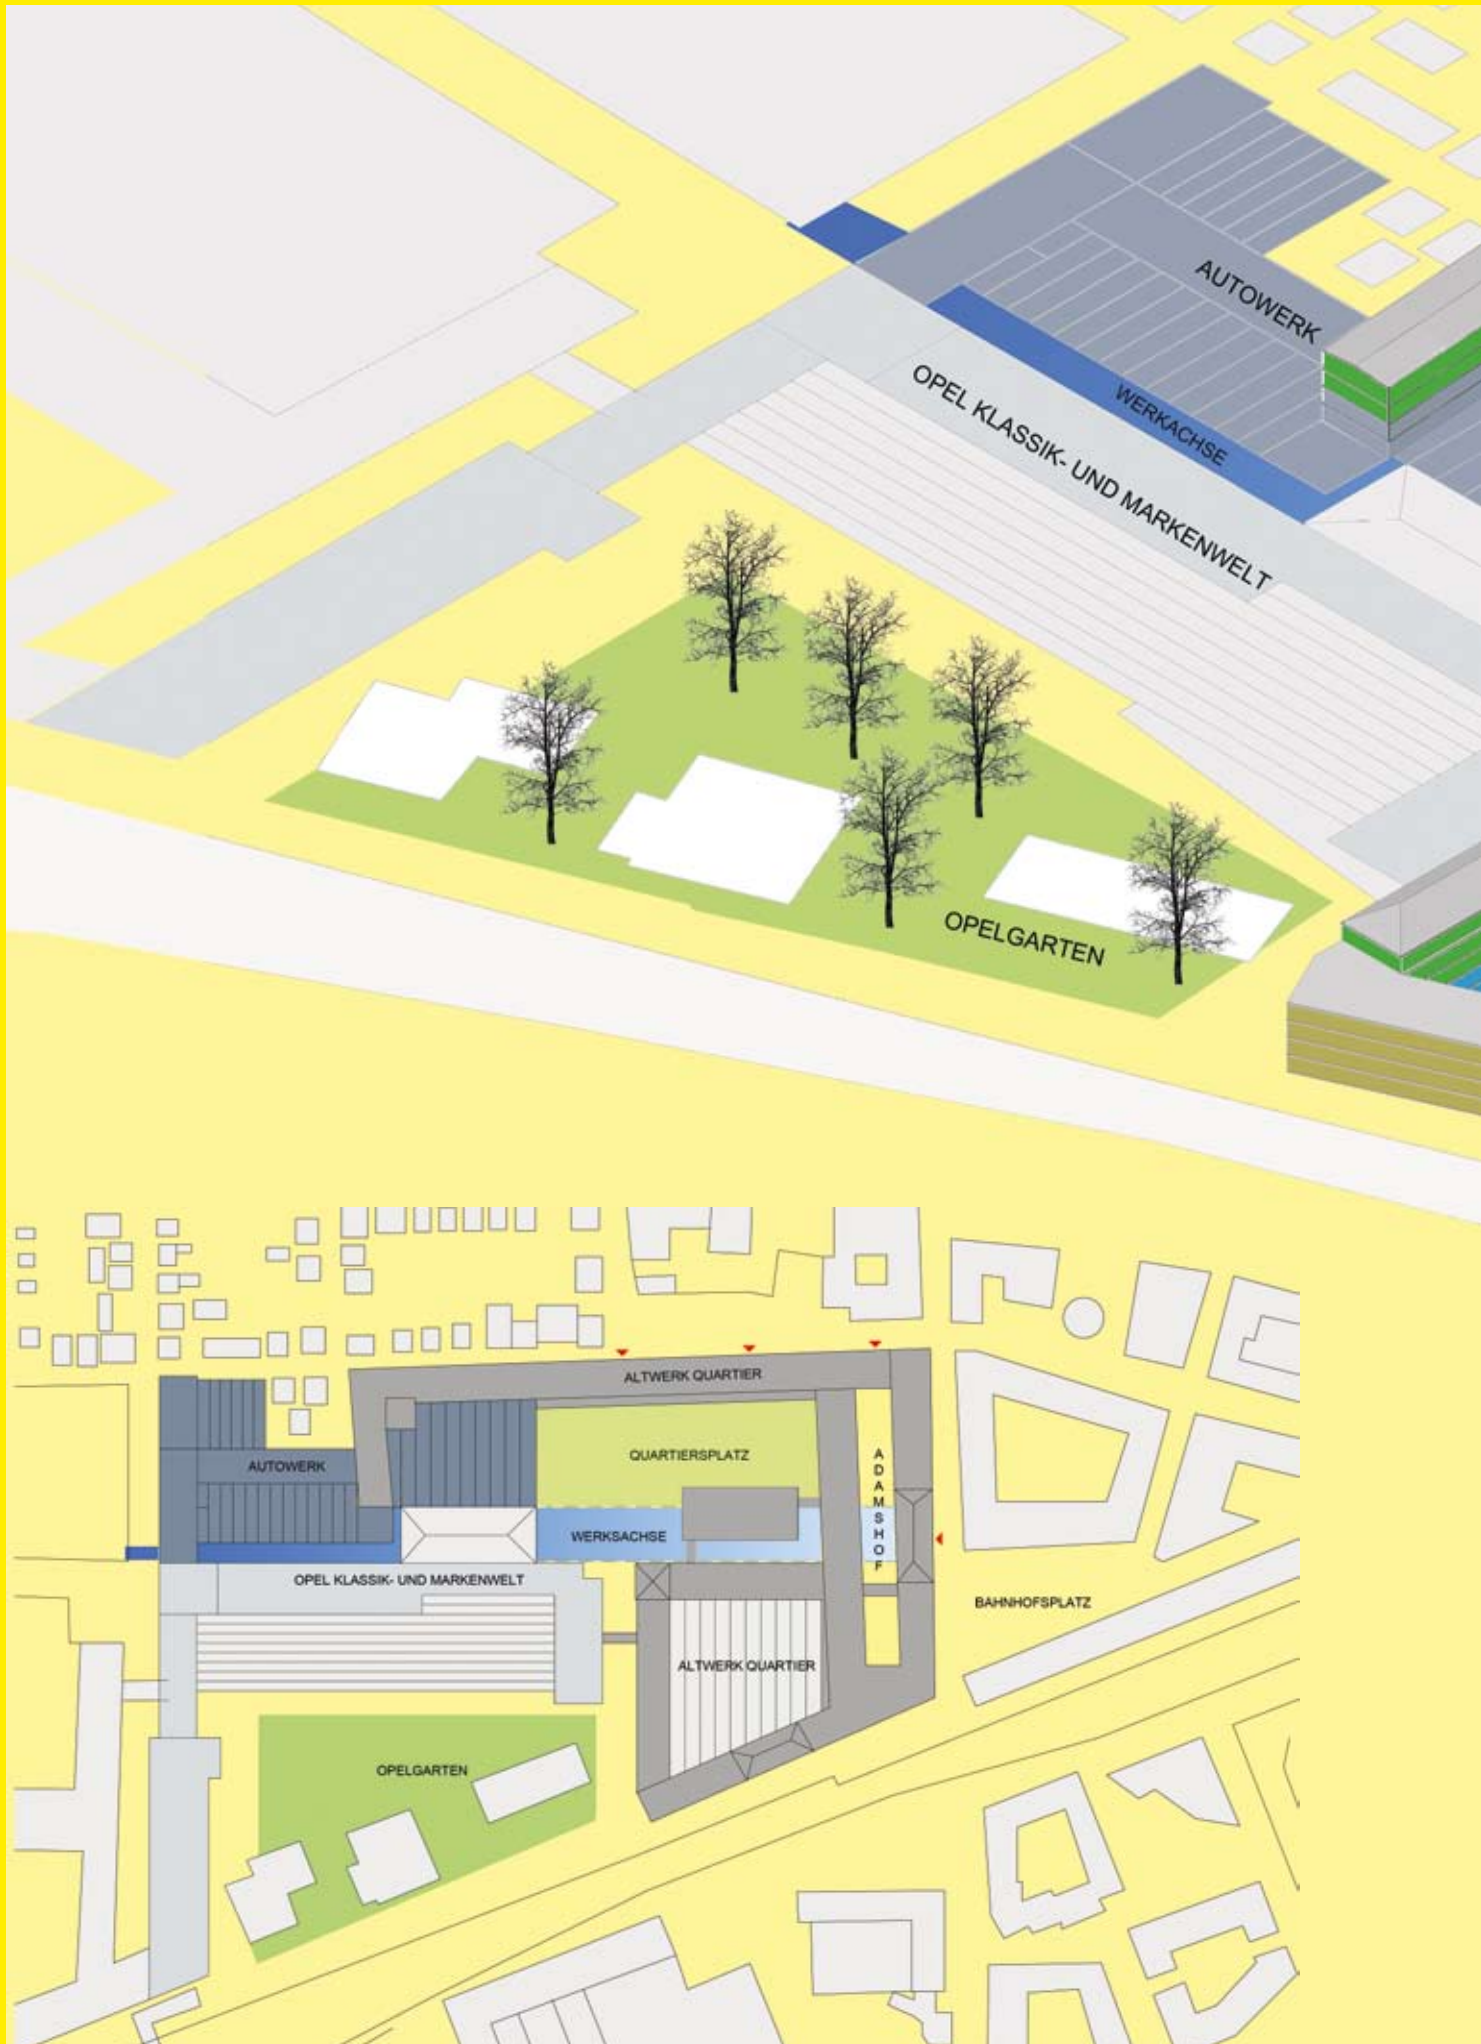 AUTOWERK
WERKACHSE
OPEL KLASSIK- UND MARKENWELT
OPELGARTEN
ALTWERK QUARTIER
QUARTIERSPLATZ
AUTOWERK
ADAMSHOF
WERKSACHSE
OPEL KLASSIK- UND MARKENWELT
BAHNHOFSPLATZ
ALTWERK QUARTIER
OPELGARTEN